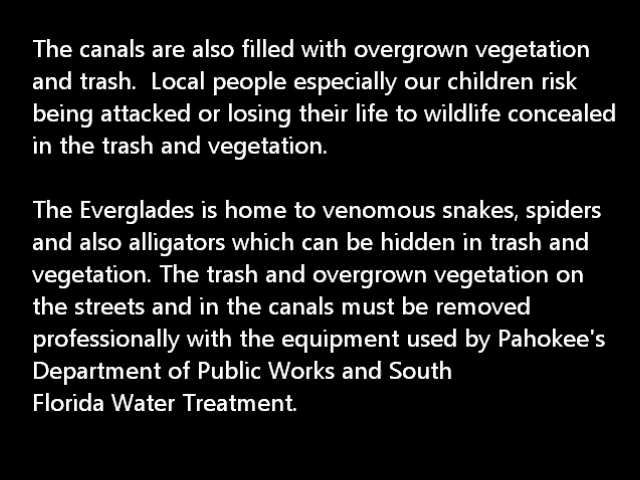 The canals are also filled with overgrown vegetation
and trash.  Local people especially our children risk
being attacked or losing their life to wildlife concealed
in the trash and vegetation.
The Everglades is home to venomous snakes, spiders
and also alligators which can be hidden in trash and
vegetation. The trash and overgrown vegetation on
the streets and in the canals must be removed
professionally with the equipment used by Pahokee's
Department of Public Works and South
Florida Water Treatment.